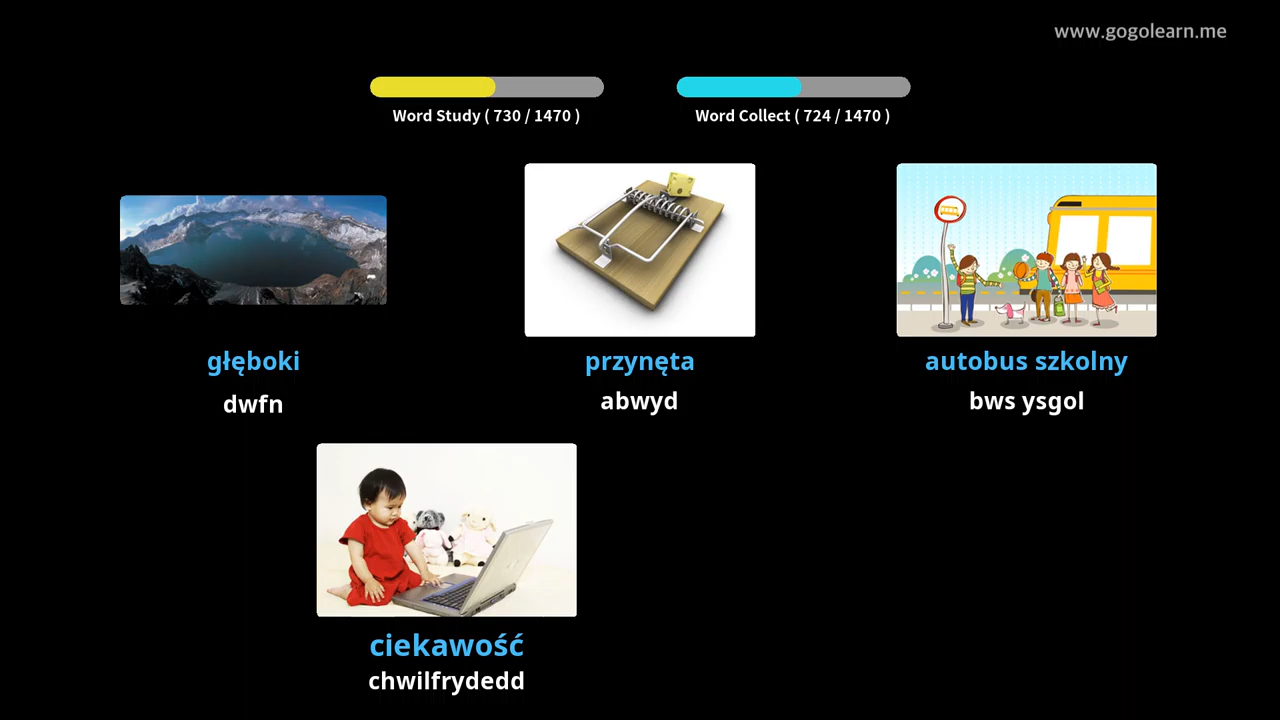 www.gogolearn.me
Word Study ( 730 / 1470 )
Word Collect ( 724 / 1470 )
głęboki
przynęta
autobus szkolny
dwfn
abwyd
bws ysgol
ciekawość
chwilfrydedd